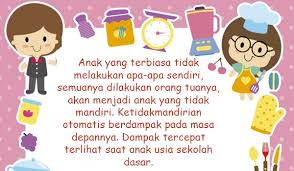 Anak yang terbiasa tidak
melakukan apa-apa sendiri,
semuanya dilakukan orang tuanya,
akan menjadi anak yang tidak
mandiri. Ketidakmandirian
otomatis berdampak pada masa
depannya. Dampak tercepat
terlihat saat anak usia sekolah
dasar.